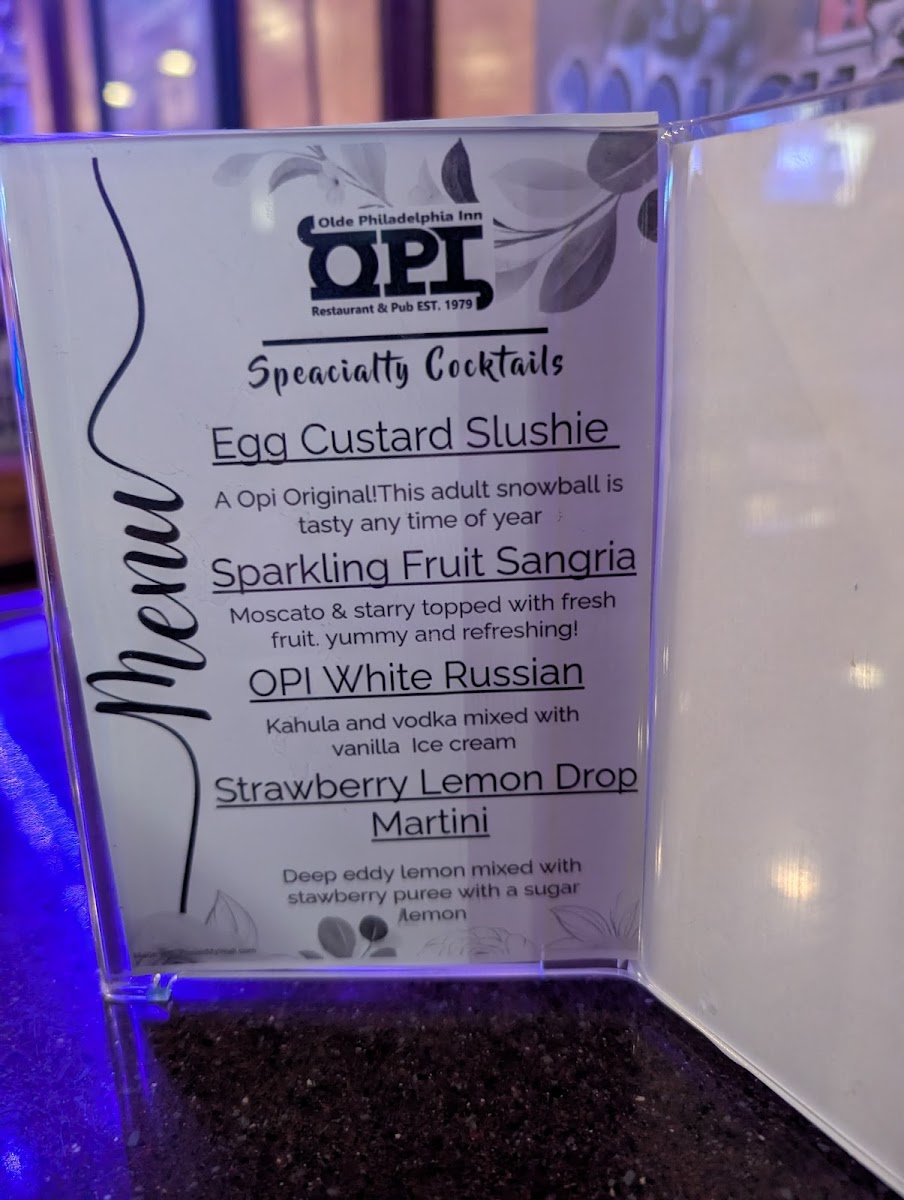 Olde Philadelphia Inn
OPI
Restaurant & Pub EST. 1979
Speacialty Cocktails
Menu
Egg Custard Slushie
A Opi Original!This adult snowball is
tasty any time of year
Sparkling Fruit Sangria
Moscato & starry topped with fresh
fruit. yummy and refreshing!
OPI White Russian
Kahula and vodka mixed with
vanilla Ice cream
Strawberry Lemon Drop
Martini
Deep eddy lemon mixed with
stawberry puree with a sugar
/lemon